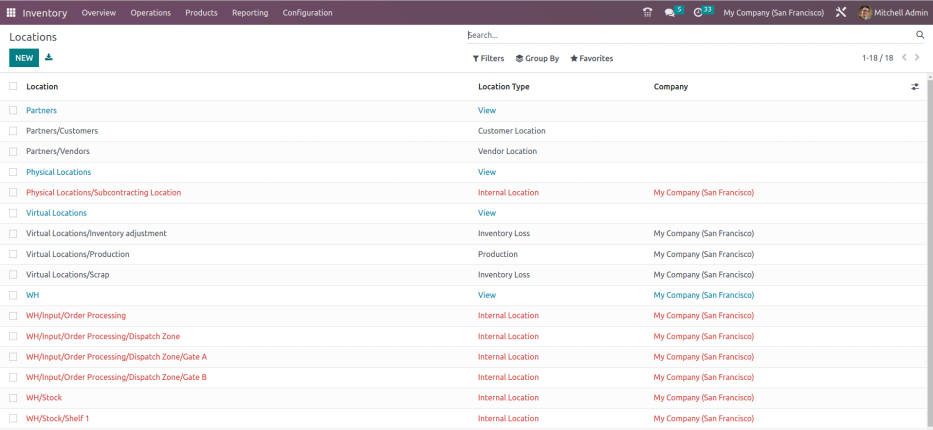 Inventory Overview Operations Products Reporting Configuration 5 33 My Company (San Francisco) Mitchell Admin
Locations Search...
NEW Filters Group By Favorites 1-18 / 18
Location Location Type Company
Partners View
Partners/Customers Customer Location
Partners/Vendors Vendor Location
Physical Locations View
Physical Locations/Subcontracting Location Internal Location My Company (San Francisco)
Virtual Locations View
Virtual Locations/Inventory adjustment Inventory Loss My Company (San Francisco)
Virtual Locations/Production Production My Company (San Francisco)
Virtual Locations/Scrap Inventory Loss My Company (San Francisco)
WH View My Company (San Francisco)
WH/Input/Order Processing Internal Location My Company (San Francisco)
WH/Input/Order Processing/Dispatch Zone Internal Location My Company (San Francisco)
WH/Input/Order Processing/Dispatch Zone/Gate A Internal Location My Company (San Francisco)
WH/Input/Order Processing/Dispatch Zone/Gate B Internal Location My Company (San Francisco)
WH/Stock Internal Location My Company (San Francisco)
WH/Stock/Shelf 1 Internal Location My Company (San Francisco)